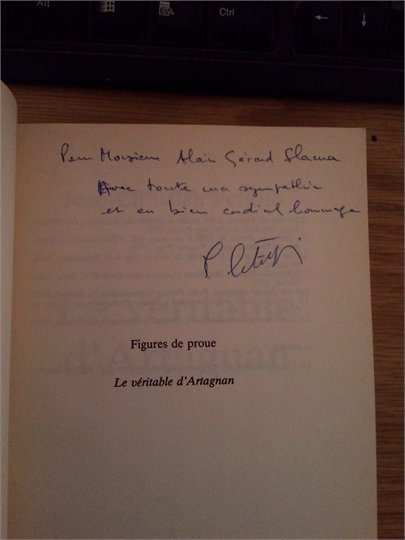 Alt
Ctrl
Pour Monsieur Alain Gérard Slama
Avec toute ma sympathie
et en bien cordial hommage
Figures de proue
Le véritable d'Artagnan